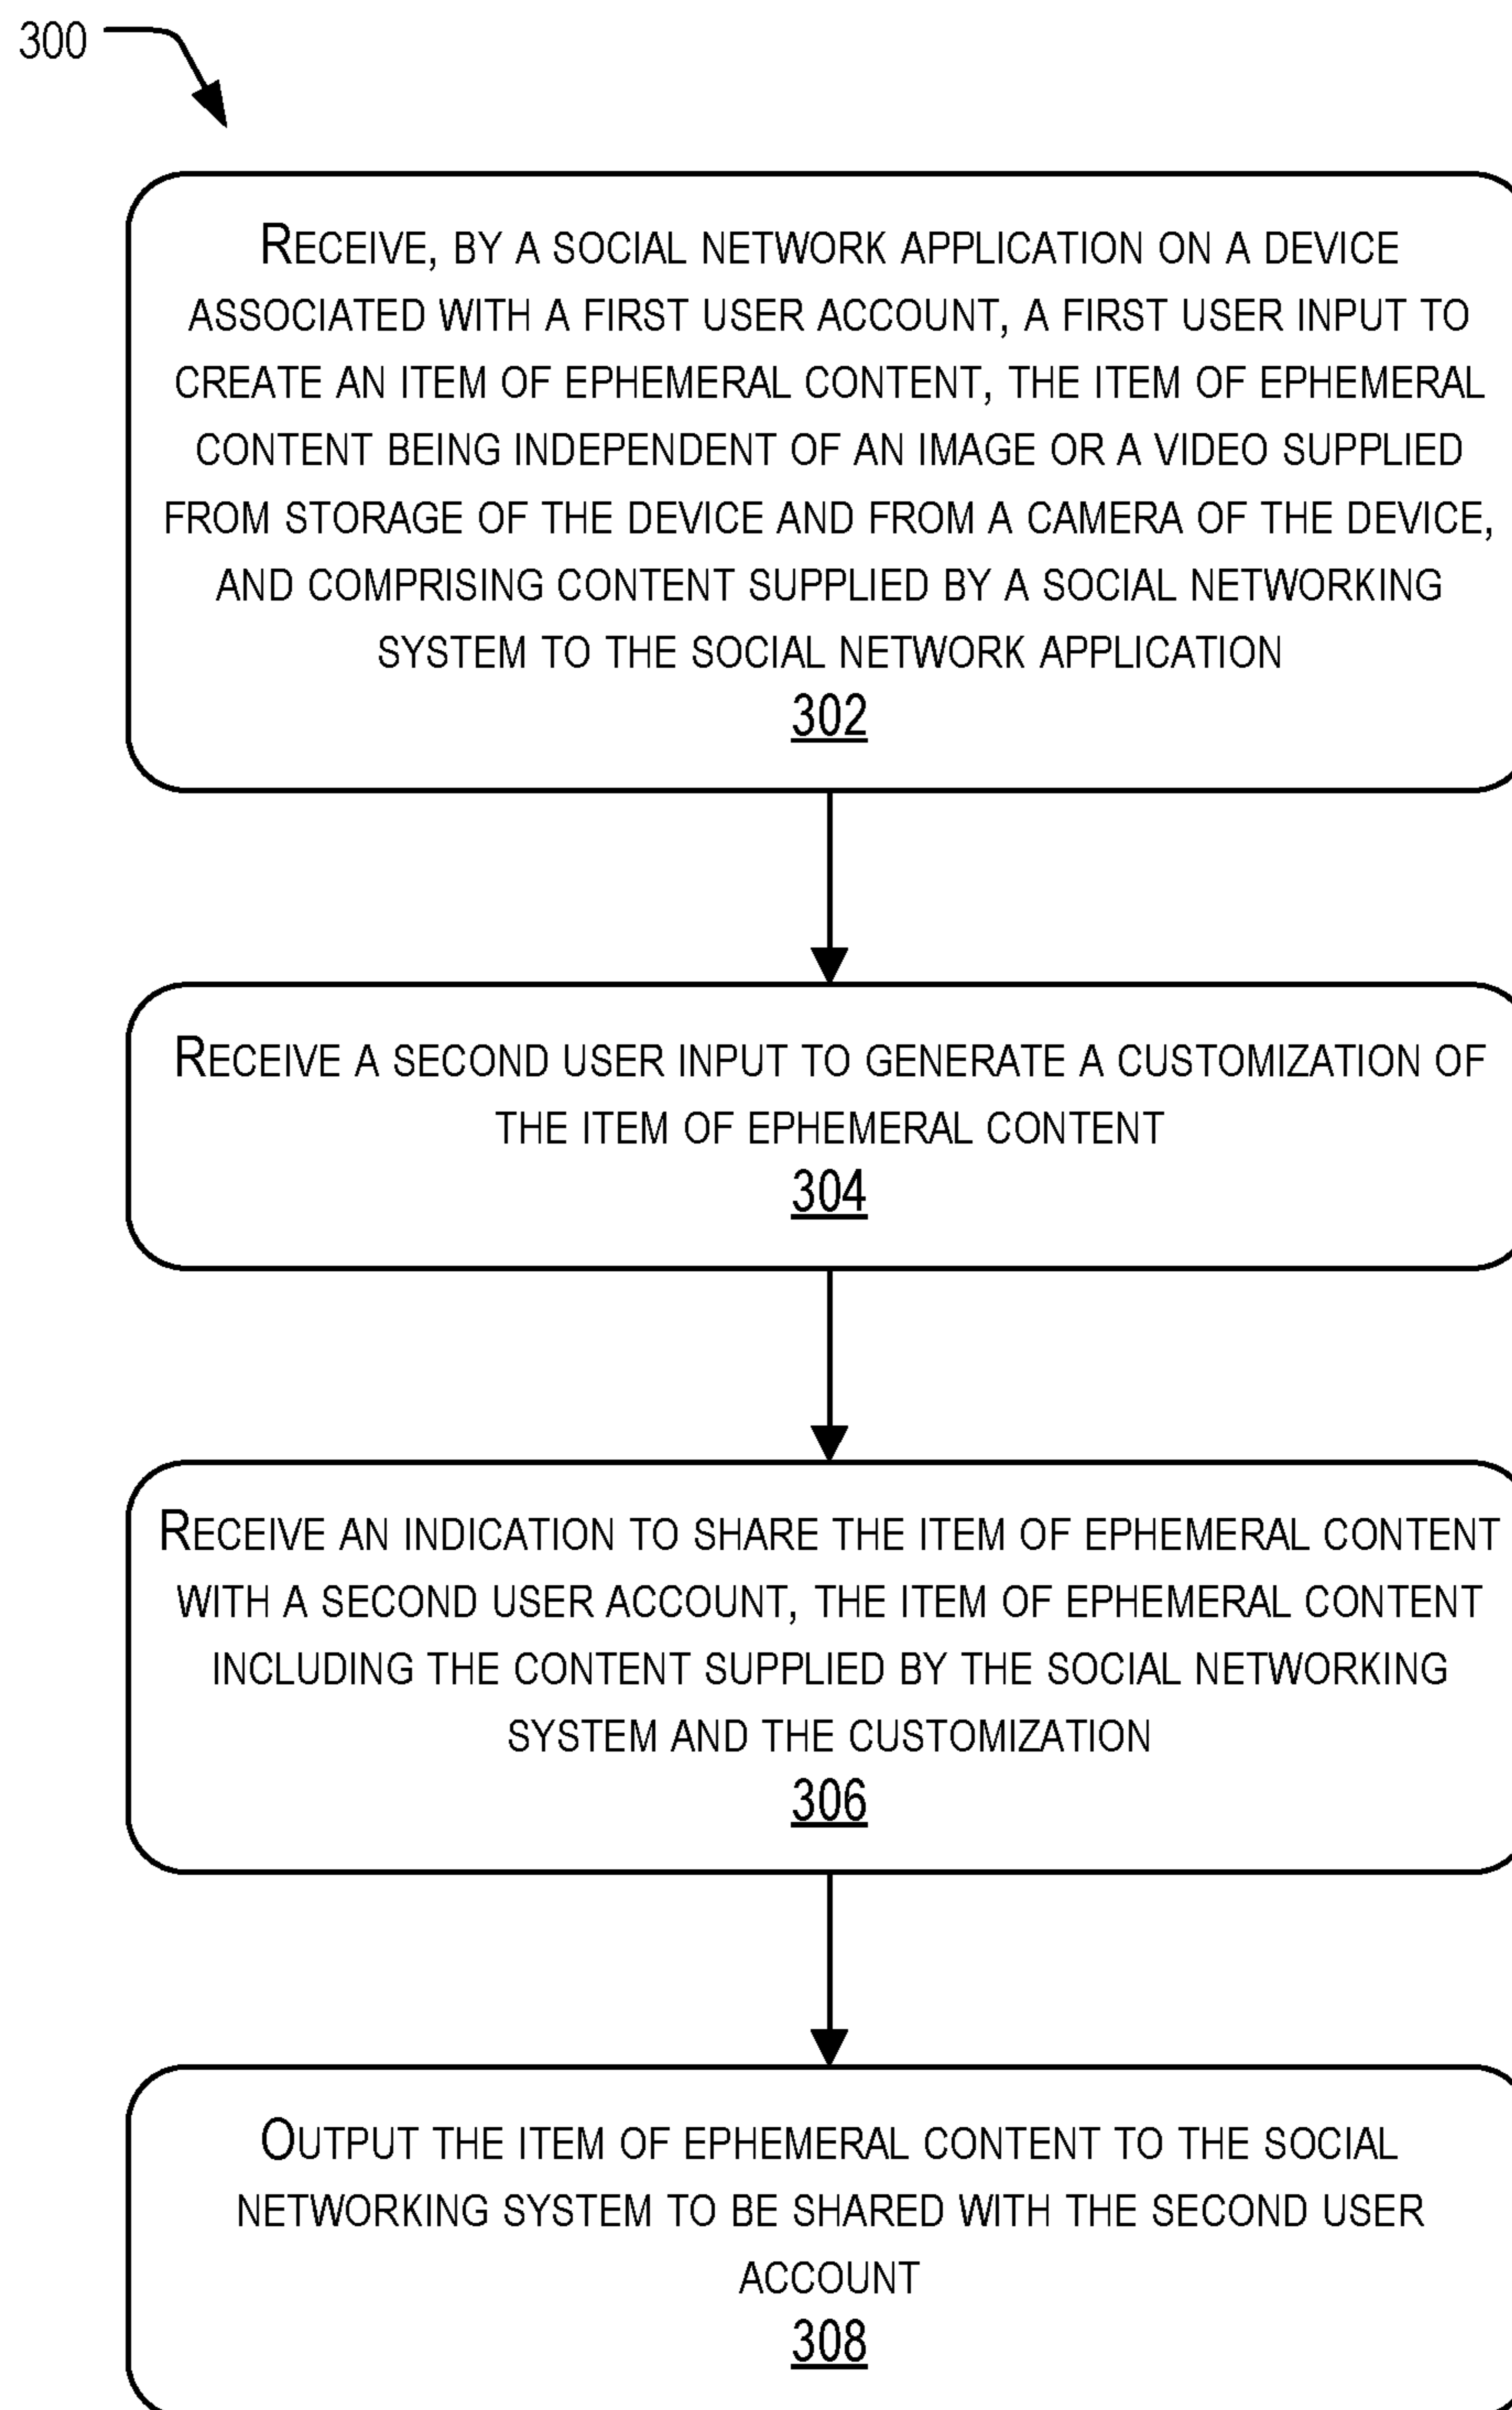 300
RECEIVE, BY A SOCIAL NETWORK APPLICATION ON A DEVICE
ASSOCIATED WITH A FIRST USER ACCOUNT, A FIRST USER INPUT TO
CREATE AN ITEM OF EPHEMERAL CONTENT, THE ITEM OF EPHEMERAL
CONTENT BEING INDEPENDENT OF AN IMAGE OR A VIDEO SUPPLIED
FROM STORAGE OF THE DEVICE AND FROM A CAMERA OF THE DEVICE,
AND COMPRISING CONTENT SUPPLIED BY A SOCIAL NETWORKING
SYSTEM TO THE SOCIAL NETWORK APPLICATION
302
RECEIVE A SECOND USER INPUT TO GENERATE A CUSTOMIZATION OF
THE ITEM OF EPHEMERAL CONTENT
304
RECEIVE AN INDICATION TO SHARE THE ITEM OF EPHEMERAL CONTENT
WITH A SECOND USER ACCOUNT, THE ITEM OF EPHEMERAL CONTENT
INCLUDING THE CONTENT SUPPLIED BY THE SOCIAL NETWORKING
SYSTEM AND THE CUSTOMIZATION
306
OUTPUT THE ITEM OF EPHEMERAL CONTENT TO THE SOCIAL
NETWORKING SYSTEM TO BE SHARED WITH THE SECOND USER
ACCOUNT
308